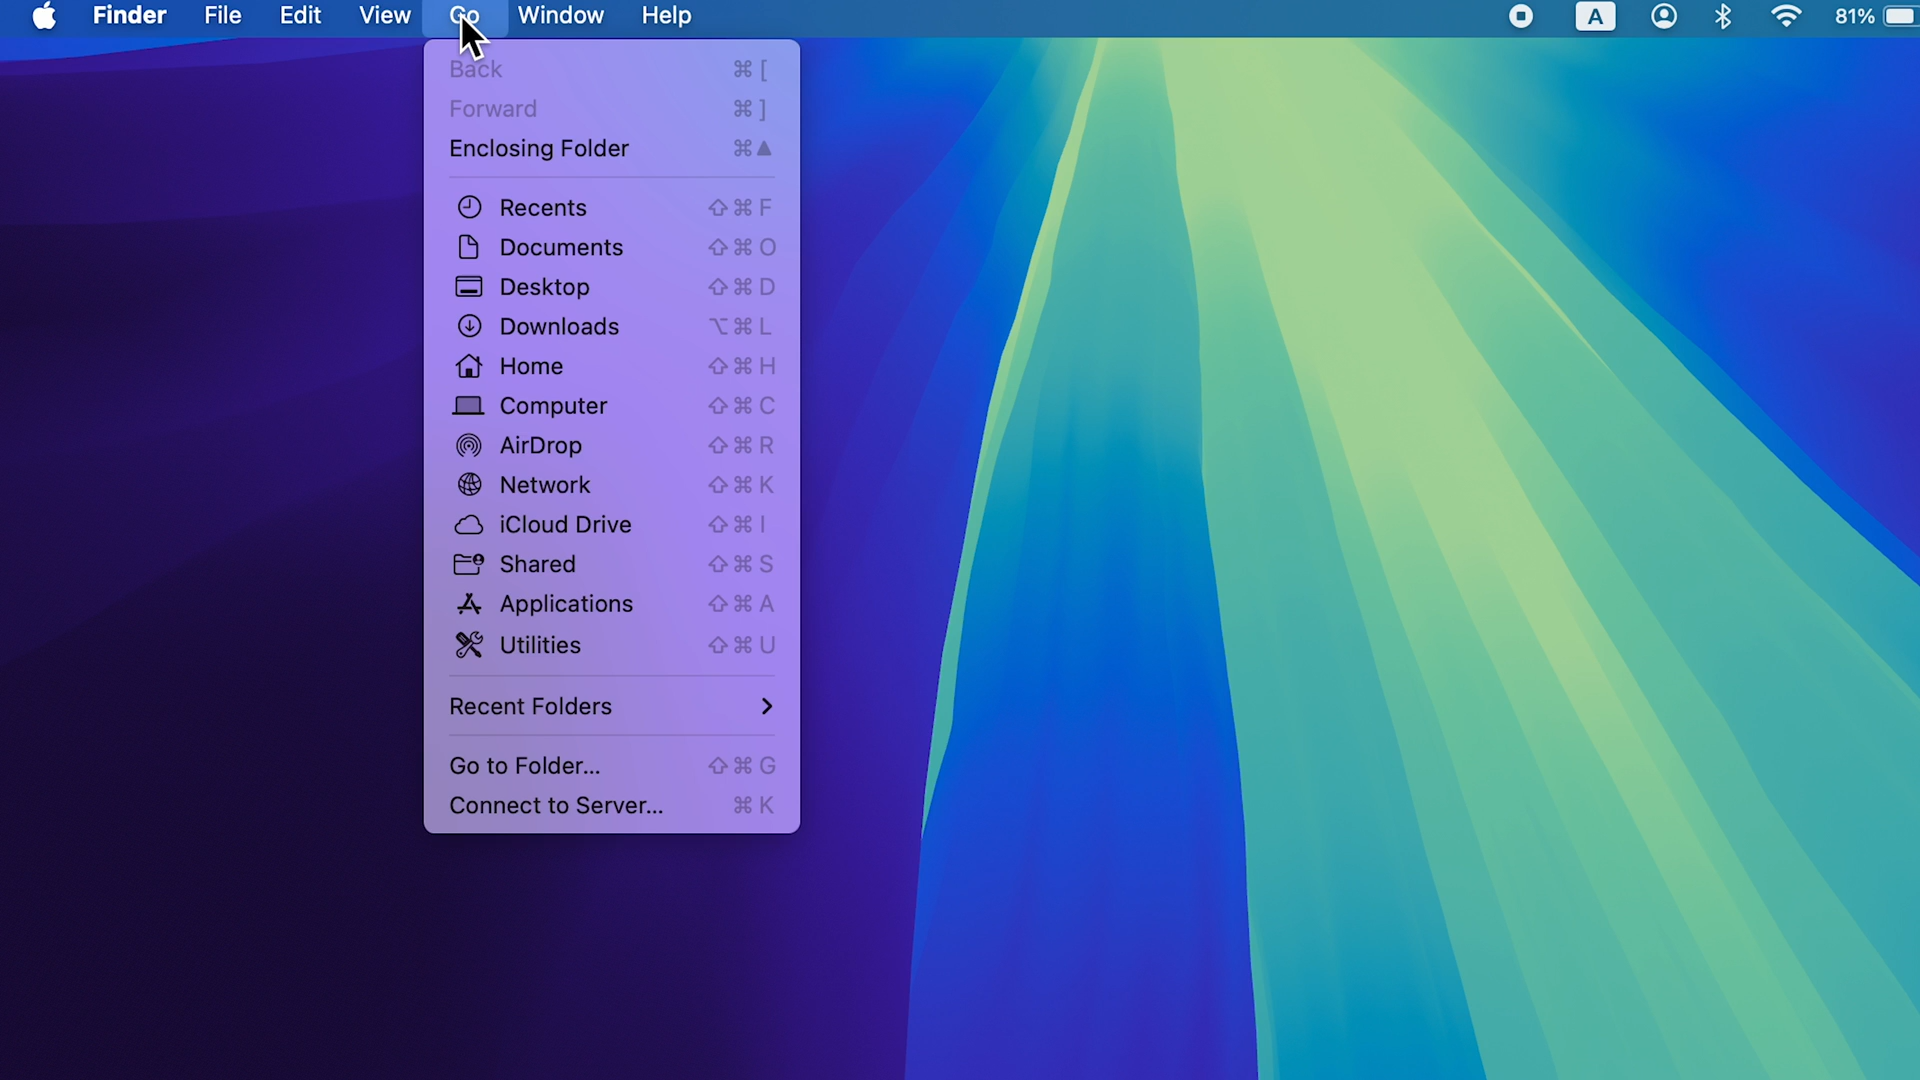 Finder File Edit View Go Window Help A 81%
Back ⌘ [
Forward ⌘ ]
Enclosing Folder ⌘ ▲
Recents ⇧ ⌘ F
Documents ⇧ ⌘ O
Desktop ⇧ ⌘ D
Downloads ⌥ ⌘ L
Home ⇧ ⌘ H
Computer ⇧ ⌘ C
AirDrop ⇧ ⌘ R
Network ⇧ ⌘ K
iCloud Drive ⇧ ⌘ I
Shared ⇧ ⌘ S
Applications ⇧ ⌘ A
Utilities ⇧ ⌘ U
Recent Folders >
Go to Folder... ⇧ ⌘ G
Connect to Server... ⌘ K